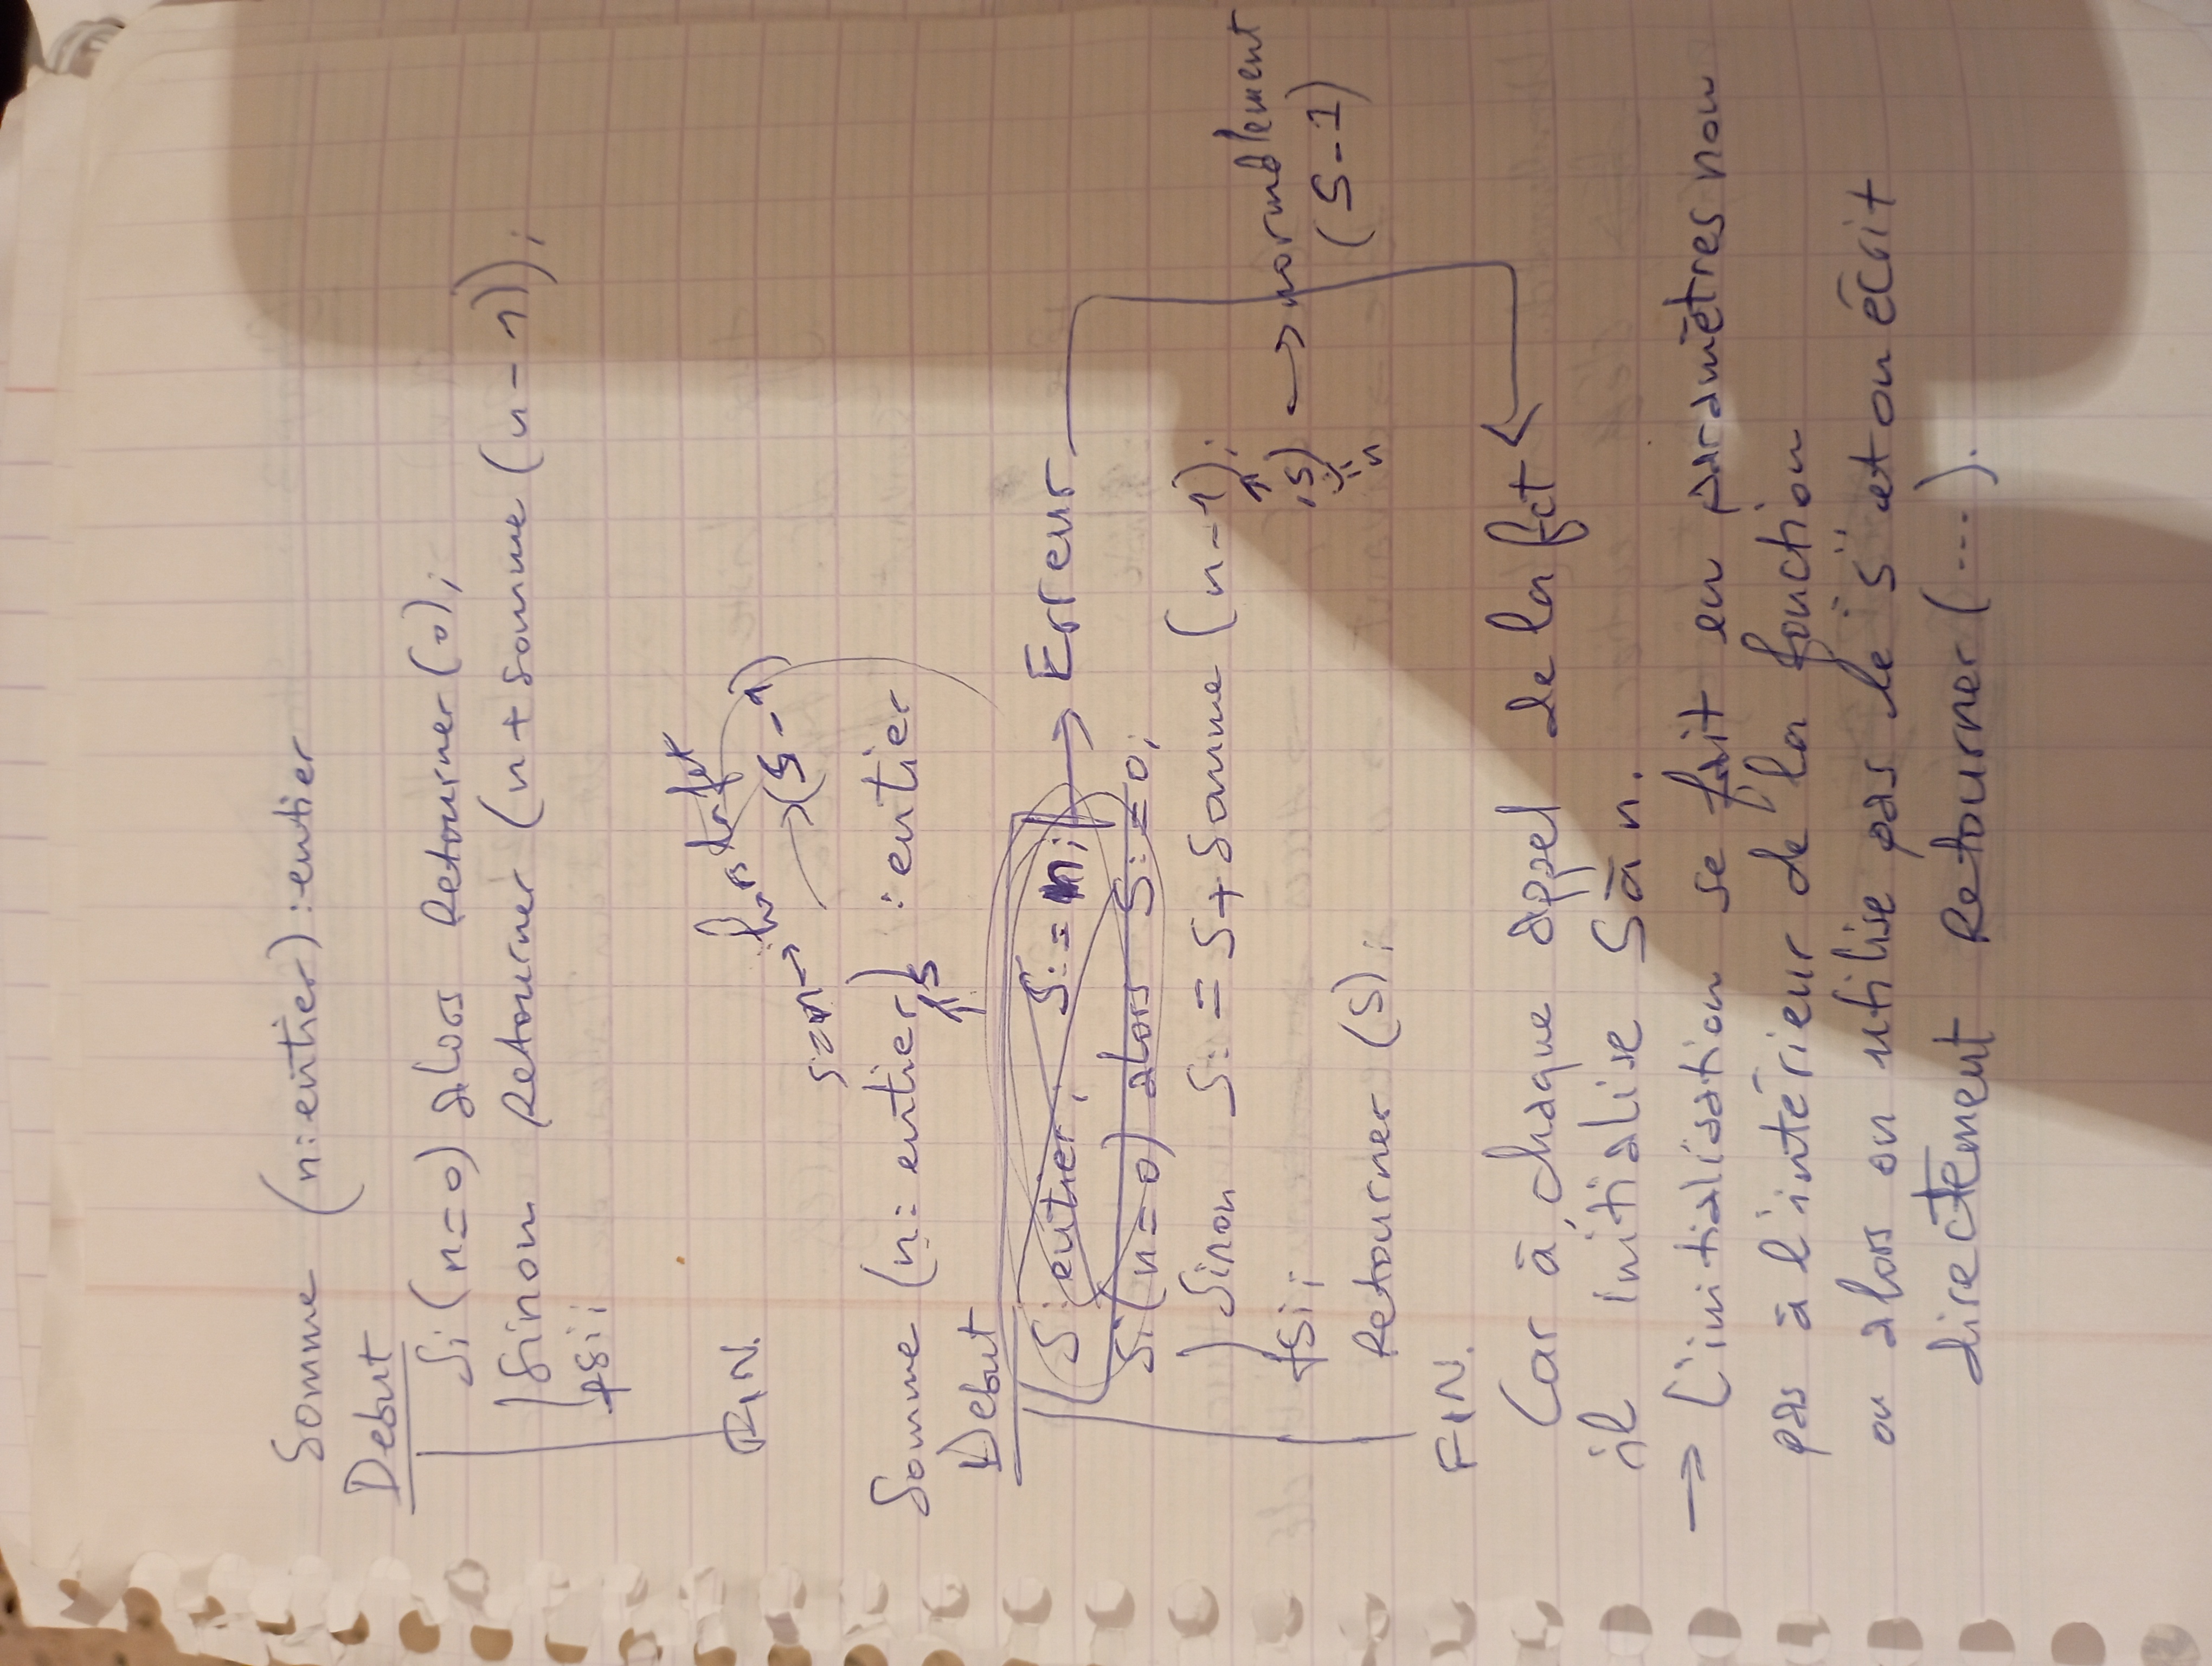 Somme (n: entier) : entier
Debut
Si (n=0) alors Retourner (0);
Sinon Retourner (n + somme (n-1));
fsi;
FIN.
s=n → hors la fct
→ (S-1)
Somme (n: entier) : entier
, S
Debut
S: entier; S:=n; → Erreur
Si (n=0) alors S:=0;
Sinon S:= S + Somme (n-1);
fsi; , S) → normalement
:=n (S-1)
Retourner (S);
FIN.
Car à chaque appel de la fct
il initialise S à n.
→ L'initialisation se fait en paramètres non
pas à l'intérieur de la fonction
ou alors on utilise pas le "S" et on écrit
directement Retourner (...).